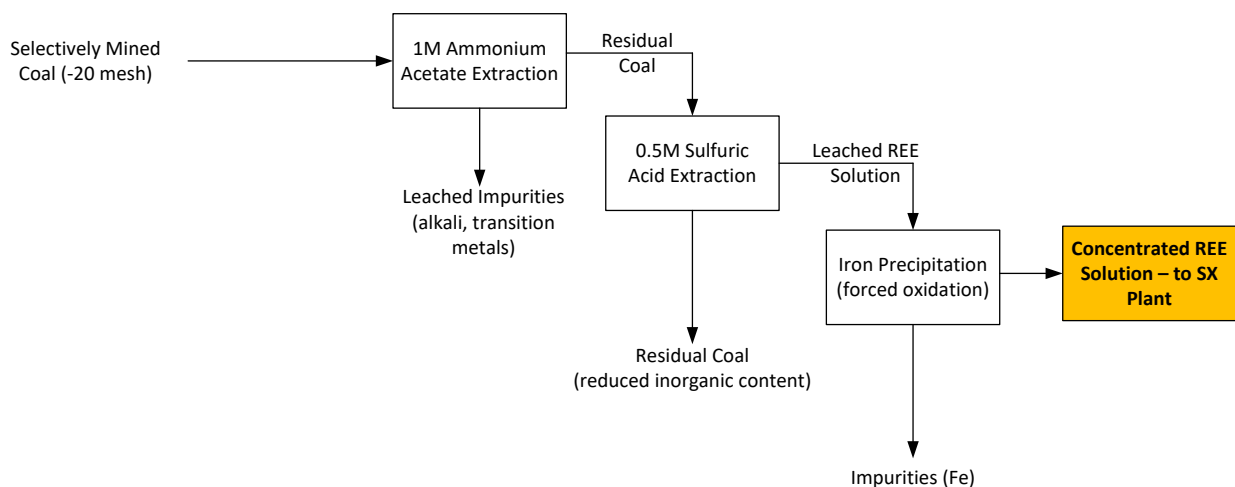 Selectively Mined
Coal (-20 mesh)
1M Ammonium
Acetate Extraction
Residual
Coal
Leached Impurities
(alkali, transition
metals)
0.5M Sulfuric
Acid Extraction
Leached REE
Solution
Residual Coal
(reduced inorganic content)
Iron Precipitation
(forced oxidation)
Concentrated REE
Solution – to SX
Plant
Impurities (Fe)